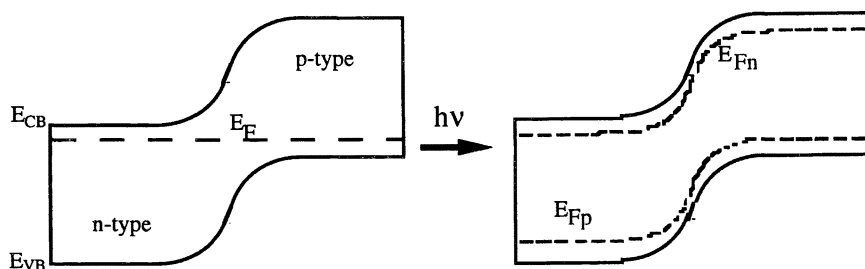 p-type
E_CB
E_F
n-type
E_VB
hν
E_Fn
E_Fp